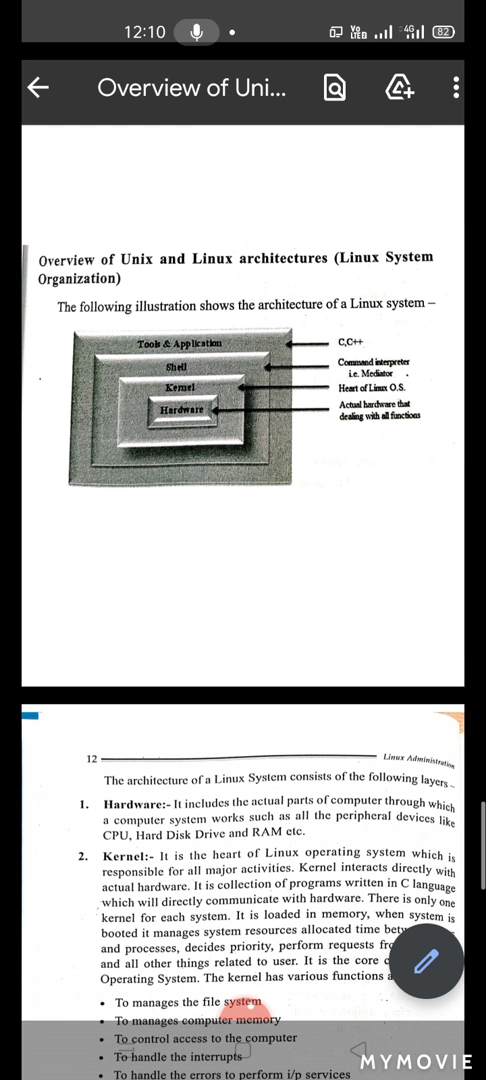 12:10
Vo LTEB 4G 82
Overview of Uni...
Overview of Unix and Linux architectures (Linux System
Organization)
The following illustration shows the architecture of a Linux system –
Tools & Application
C,C++
Shell
Command interpreter
i.e. Mediator .
Kernel
Heart of Linux O.S.
Hardware
Actual hardware that
dealing with all functions
12
Linux Administration
The architecture of a Linux System consists of the following layers –
1. Hardware:- It includes the actual parts of computer through which
a computer system works such as all the peripheral devices like
CPU, Hard Disk Drive and RAM etc.
2. Kernel:- It is the heart of Linux operating system which is
responsible for all major activities. Kernel interacts directly with
actual hardware. It is collection of programs written in C language
which will directly communicate with hardware. There is only one
kernel for each system. It is loaded in memory, when system is
booted it manages system resources allocated time
and processes, decides priority, perform requests
and all other things related to user. It is the core
Operating System. The kernel has various functions
• To manages the file system
• To manages computer memory
• To control access to the computer
• To handle the interrupts
• To handle the errors to perform i/p services
MYMOVIE